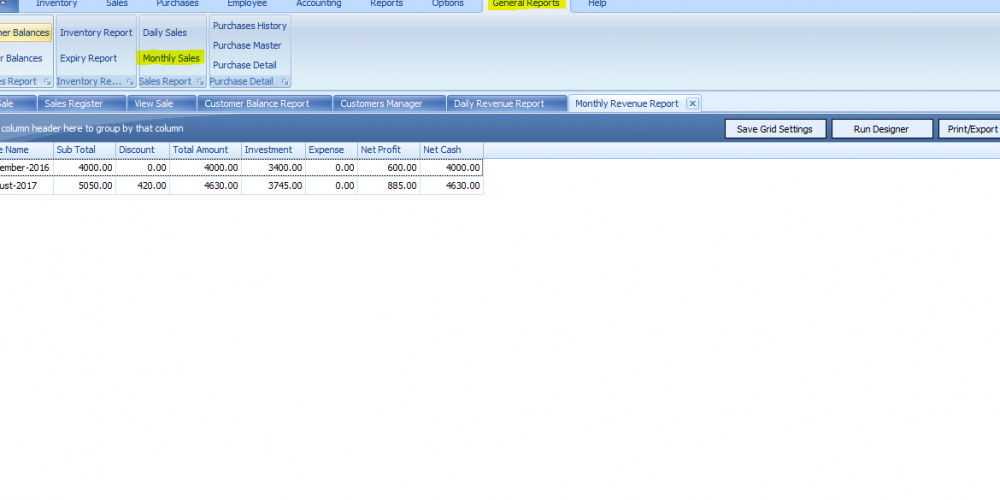 Inventory Sales Purchases Employee Accounting Reports Options General Reports Help
er Balances Inventory Report Daily Sales Purchases History
Purchase Master
r Balances Expiry Report Monthly Sales
Purchase Detail
s Report Inventory Re... Sales Report Purchase Detail
ale Sales Register View Sale Customer Balance Report Customers Manager Daily Revenue Report Monthly Revenue Report
column header here to group by that column Save Grid Settings Run Designer Print/Export
e Name Sub Total Discount Total Amount Investment Expense Net Profit Net Cash
ember-2016 4000.00 0.00 4000.00 3400.00 0.00 600.00 4000.00
ust-2017 5050.00 420.00 4630.00 3745.00 0.00 885.00 4630.00